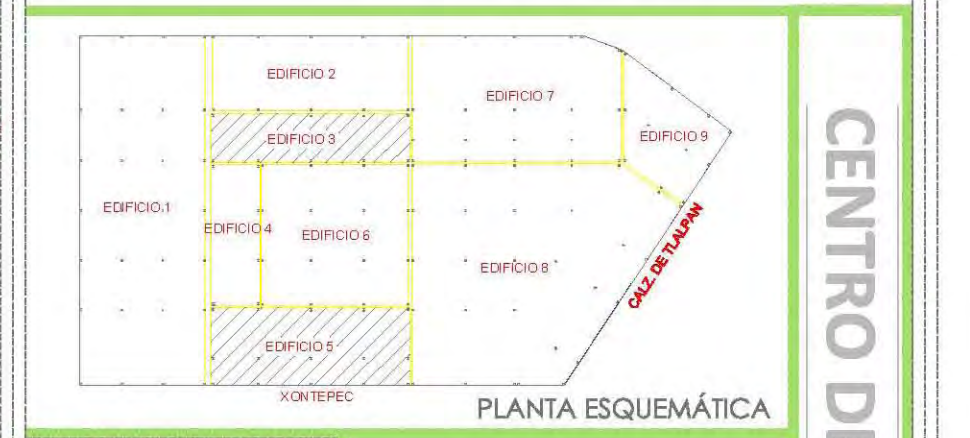 EDIFICIO 2
EDIFICIO 7
EDIFICIO 3
EDIFICIO 9
EDIFICIO 1
EDIFICIO 4
EDIFICIO 6
EDIFICIO 8
CALZ. DE TLALPAN
EDIFICIO 5
XONTEPEC
PLANTA ESQUEMÁTICA
CENTRO DE